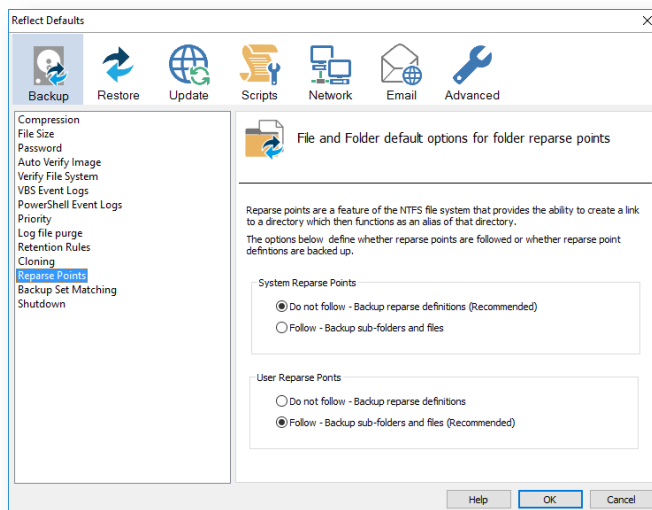 Reflect Defaults
Backup
Restore
Update
Scripts
Network
Email
Advanced
Compression
File Size
Password
Auto Verify Image
Verify File System
VBS Event Logs
PowerShell Event Logs
Priority
Log file purge
Retention Rules
Cloning
Reparse Points
Backup Set Matching
Shutdown
File and Folder default options for folder reparse points
Reparse points are a feature of the NTFS file system that provides the ability to create a link
to a directory which then functions as an alias of that directory.
The options below define whether reparse points are followed or whether reparse point
defintions are backed up.
System Reparse Points
Do not follow - Backup reparse definitions (Recommended)
Follow - Backup sub-folders and files
User Reparse Ponts
Do not follow - Backup reparse definitions
Follow - Backup sub-folders and files (Recommended)
Help
OK
Cancel